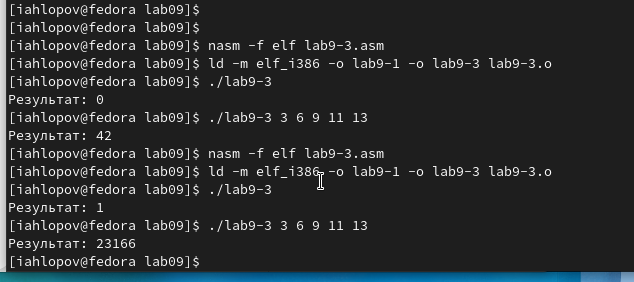 [iahlopov@fedora lab09]$
[iahlopov@fedora lab09]$
[iahlopov@fedora lab09]$ nasm -f elf lab9-3.asm
[iahlopov@fedora lab09]$ ld -m elf_i386 -o lab9-1 -o lab9-3 lab9-3.o
[iahlopov@fedora lab09]$ ./lab9-3
Результат: 0
[iahlopov@fedora lab09]$ ./lab9-3 3 6 9 11 13
Результат: 42
[iahlopov@fedora lab09]$ nasm -f elf lab9-3.asm
[iahlopov@fedora lab09]$ ld -m elf_i386 -o lab9-1 -o lab9-3 lab9-3.o
[iahlopov@fedora lab09]$ ./lab9-3
Результат: 1
[iahlopov@fedora lab09]$ ./lab9-3 3 6 9 11 13
Результат: 23166
[iahlopov@fedora lab09]$